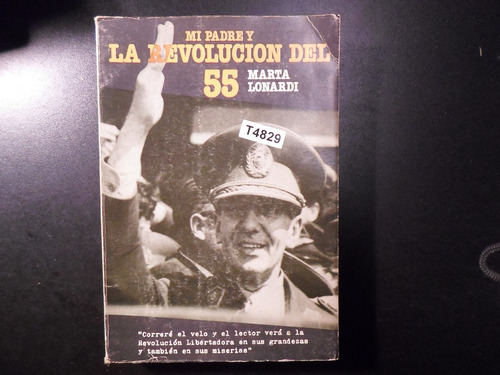 MI PADRE Y
LA REVOLUCION DEL
55 MARTA
LONARDI
T4829
"Correré el velo y el lector verá a la
Revolución Libertadora en sus grandezas
y también en sus miserias"